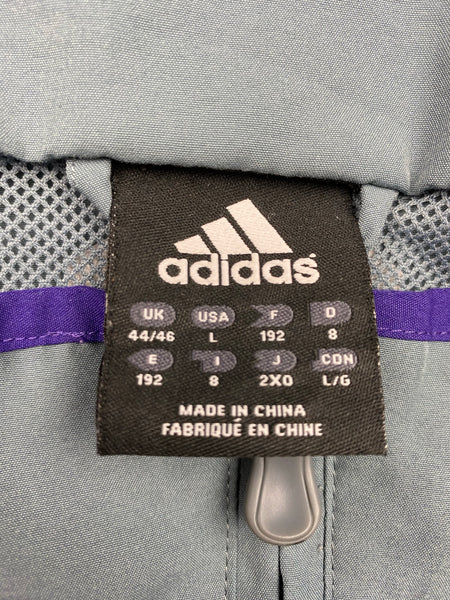 adidas
UK USA F D
44/46 L 192 8
E I J CDN
192 8 2XO L/G
MADE IN CHINA
FABRIQUÉ EN CHINE